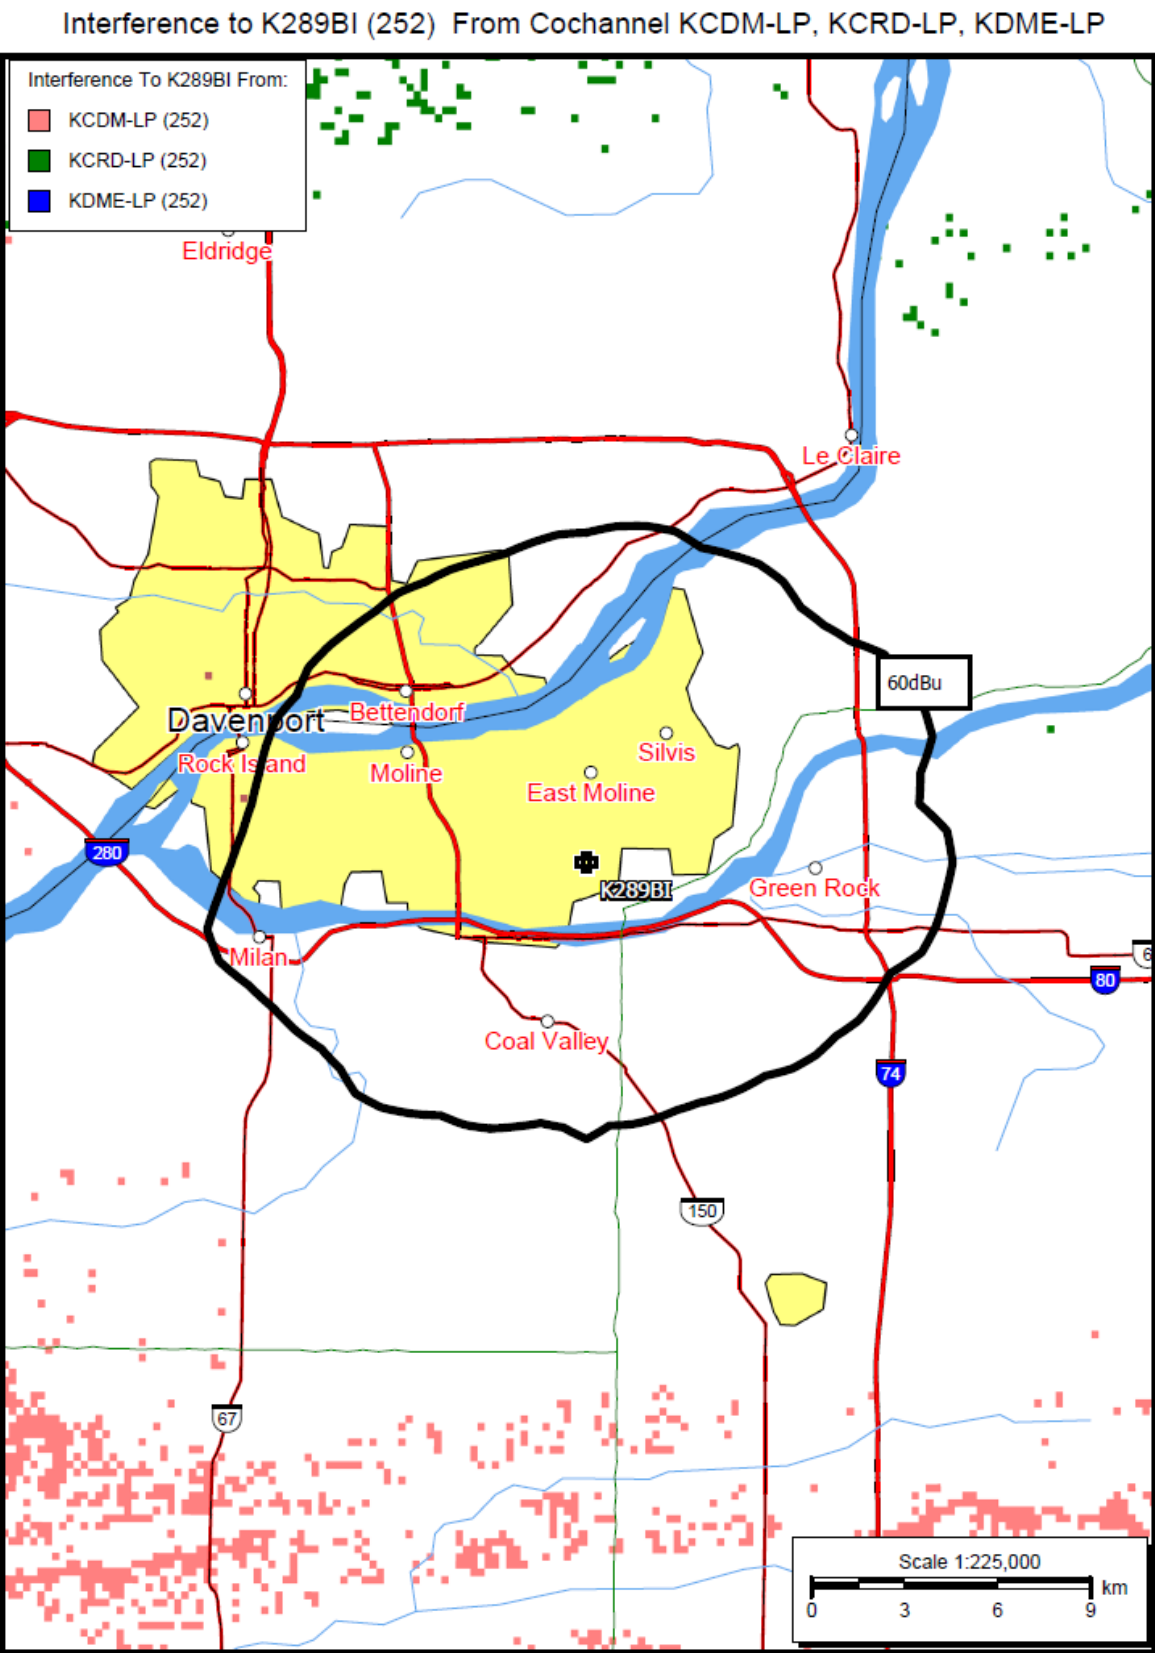 Interference to K289BI (252) From Cochannel KCDM-LP, KCRD-LP, KDME-LP
Interference To K289BI From:
KCDM-LP (252)
KCRD-LP (252)
KDME-LP (252)
Eldridge
Le Claire
60dBu
Davenport
Bettendorf
Rock Island
Moline
Silvis
East Moline
280
K289BI
Green Rock
Milan
6
80
Coal Valley
74
150
67
Scale 1:225,000
km
0 3 6 9